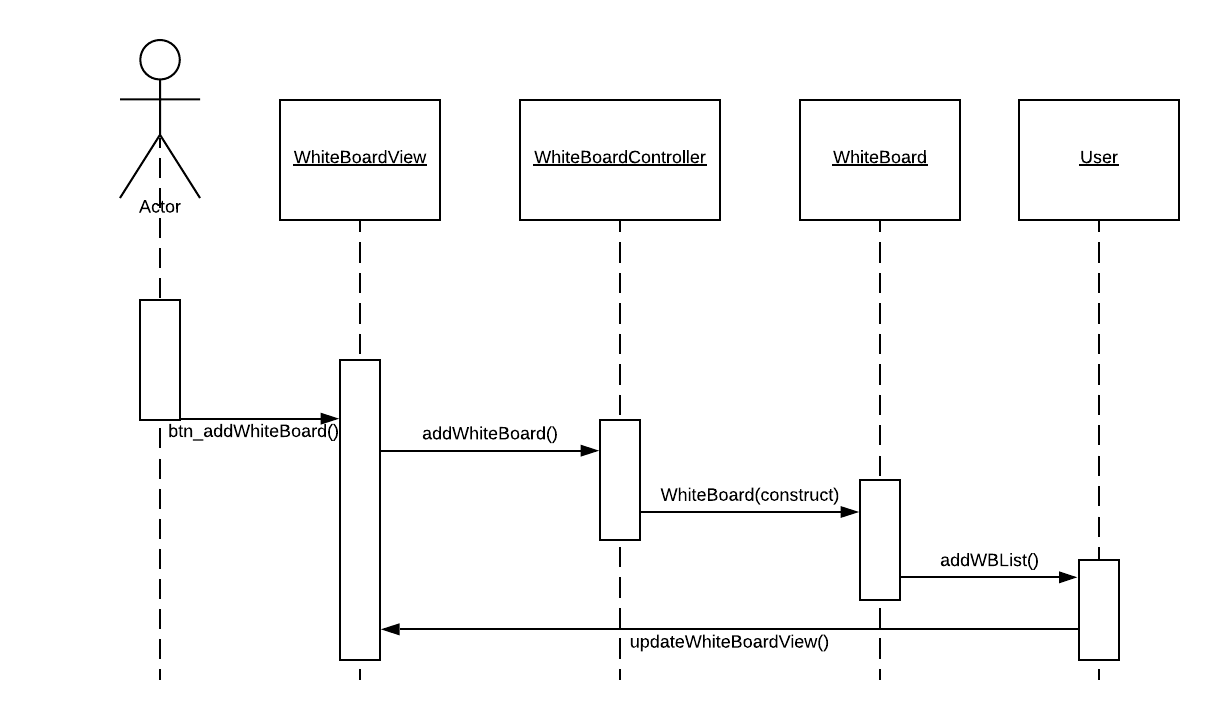 WhiteBoardView
WhiteBoardController
WhiteBoard
User
Actor
btn_addWhiteBoard()
addWhiteBoard()
WhiteBoard(construct)
addWBList()
updateWhiteBoardView()